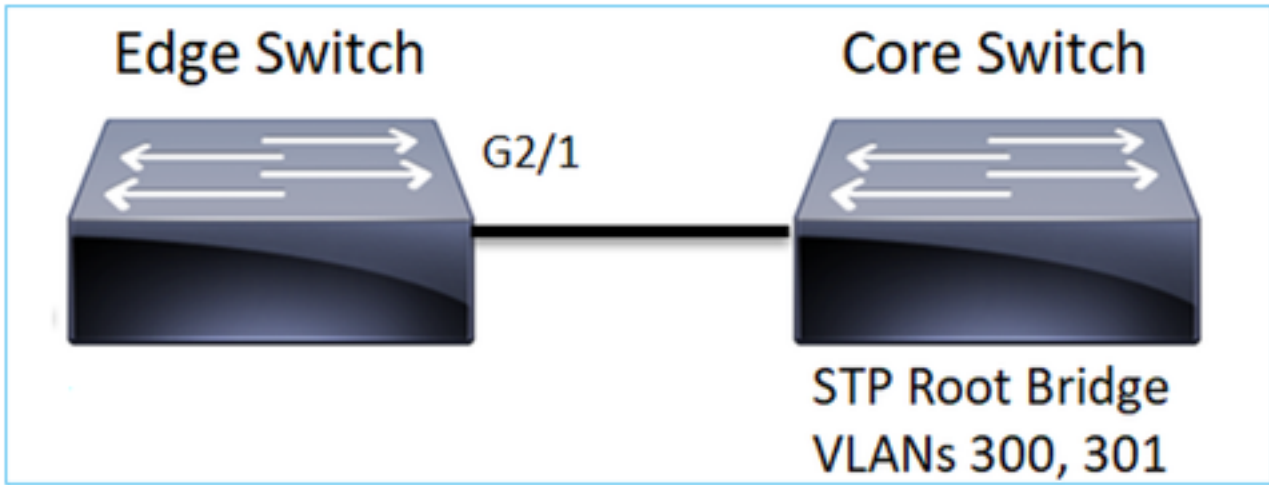 Edge Switch
Core Switch
G2/1
STP Root Bridge
VLANs 300, 301